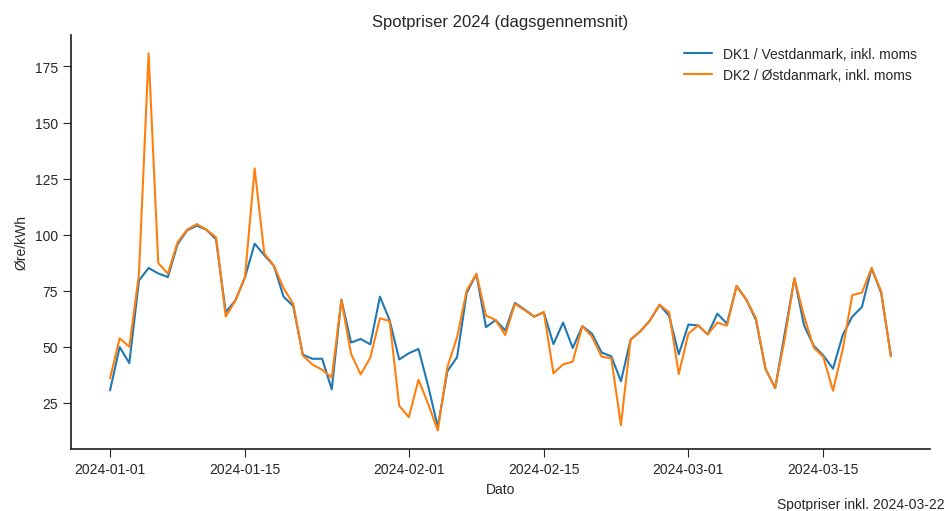 Spotpriser 2024 (dagsgennemsnit)
DK1 / Vestdanmark, inkl. moms
DK2 / Østdanmark, inkl. moms
Øre/kWh
175
150
125
100
75
50
25
2024-01-01
2024-01-15
2024-02-01
2024-02-15
2024-03-01
2024-03-15
Dato
Spotpriser inkl. 2024-03-22